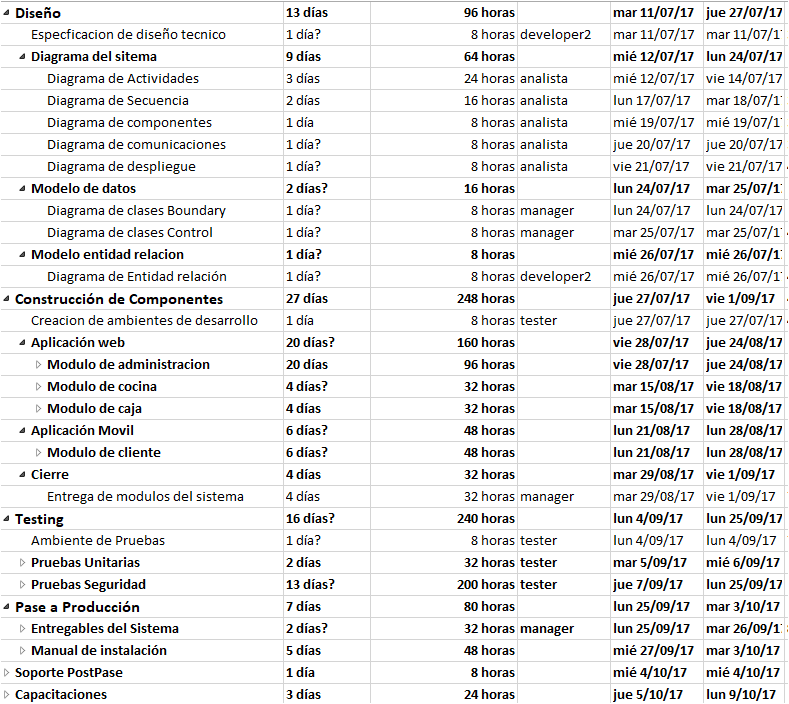 Diseño 13 días 96 horas mar 11/07/17 jue 27/07/17
Especficacion de diseño tecnico 1 día? 8 horas developer2 mar 11/07/17 mar 11/07/1
Diagrama del sitema 9 días 64 horas mié 12/07/17 lun 24/07/17
Diagrama de Actividades 3 días 24 horas analista mié 12/07/17 vie 14/07/17
Diagrama de Secuencia 2 días 16 horas analista lun 17/07/17 mar 18/07/1
Diagrama de componentes 1 día 8 horas analista mié 19/07/17 mié 19/07/1
Diagrama de comunicaciones 1 día? 8 horas analista jue 20/07/17 jue 20/07/17
Diagrama de despliegue 1 día? 8 horas analista vie 21/07/17 vie 21/07/17
Modelo de datos 2 días? 16 horas lun 24/07/17 mar 25/07/1
Diagrama de clases Boundary 1 día? 8 horas manager lun 24/07/17 lun 24/07/17
Diagrama de clases Control 1 día? 8 horas manager mar 25/07/17 mar 25/07/1
Modelo entidad relacion 1 día? 8 horas mié 26/07/17 mié 26/07/1
Diagrama de Entidad relación 1 día? 8 horas developer2 mié 26/07/17 mié 26/07/1
Construcción de Componentes 27 días 248 horas jue 27/07/17 vie 1/09/17
Creacion de ambientes de desarrollo 1 día 8 horas tester jue 27/07/17 jue 27/07/17
Aplicación web 20 días? 160 horas vie 28/07/17 jue 24/08/17
Modulo de administracion 20 días 96 horas vie 28/07/17 jue 24/08/17
Modulo de cocina 4 días? 32 horas mar 15/08/17 vie 18/08/17
Modulo de caja 4 días 32 horas mar 15/08/17 vie 18/08/17
Aplicación Movil 6 días? 48 horas lun 21/08/17 lun 28/08/17
Modulo de cliente 6 días? 48 horas lun 21/08/17 lun 28/08/17
Cierre 4 días 32 horas mar 29/08/17 vie 1/09/17
Entrega de modulos del sistema 4 días 32 horas manager mar 29/08/17 vie 1/09/17
Testing 16 días? 240 horas lun 4/09/17 lun 25/09/17
Ambiente de Pruebas 1 día? 8 horas tester lun 4/09/17 lun 4/09/17
Pruebas Unitarias 2 días 32 horas tester mar 5/09/17 mié 6/09/17
Pruebas Seguridad 13 días? 200 horas tester jue 7/09/17 lun 25/09/17
Pase a Producción 7 días 80 horas lun 25/09/17 mar 3/10/17
Entregables del Sistema 2 días? 32 horas manager lun 25/09/17 mar 26/09/1
Manual de instalación 5 días 48 horas mié 27/09/17 mar 3/10/17
Soporte PostPase 1 día 8 horas mié 4/10/17 mié 4/10/17
Capacitaciones 3 días 24 horas jue 5/10/17 lun 9/10/17